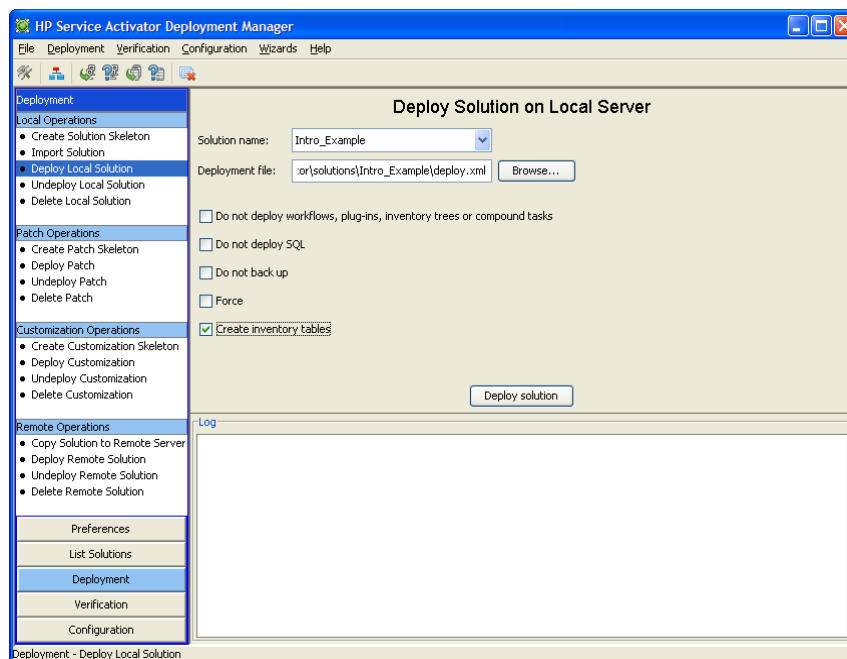 HP Service Activator Deployment Manager
File Deployment Verification Configuration Wizards Help
Deployment
Local Operations
Create Solution Skeleton
Import Solution
Deploy Local Solution
Undeploy Local Solution
Delete Local Solution
Patch Operations
Create Patch Skeleton
Deploy Patch
Undeploy Patch
Delete Patch
Customization Operations
Create Customization Skeleton
Deploy Customization
Undeploy Customization
Delete Customization
Remote Operations
Copy Solution to Remote Server
Deploy Remote Solution
Undeploy Remote Solution
Delete Remote Solution
Preferences
List Solutions
Deployment
Verification
Configuration
Deploy Solution on Local Server
Solution name: Intro_Example
Deployment file: :or\solutions\Intro_Example\deploy.xml Browse...
Do not deploy workflows, plug-ins, inventory trees or compound tasks
Do not deploy SQL
Do not back up
Force
Create inventory tables
Deploy solution
Log
Deployment - Deploy Local Solution